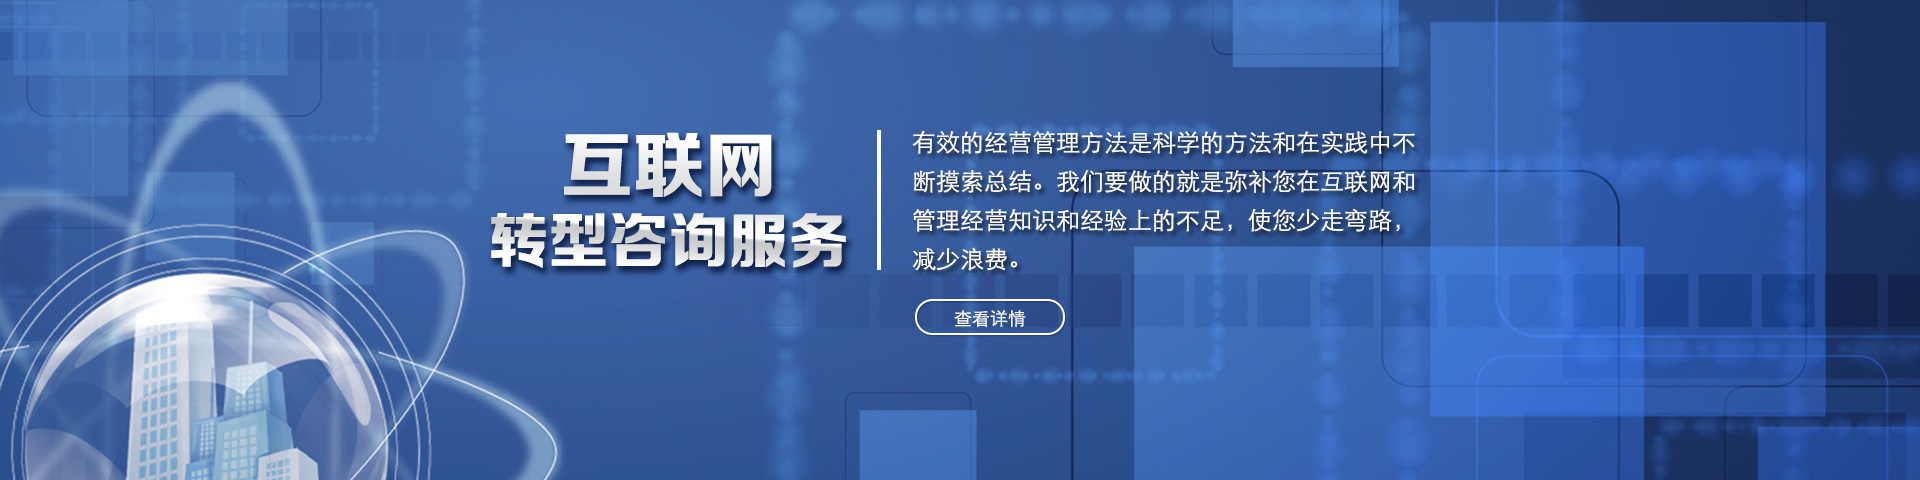 互联网
转型咨询服务
有效的经营管理方法是科学的方法和在实践中不
断摸索总结。我们要做的就是弥补您在互联网和
管理经营知识和经验上的不足，使您少走弯路，
减少浪费。
查看详情